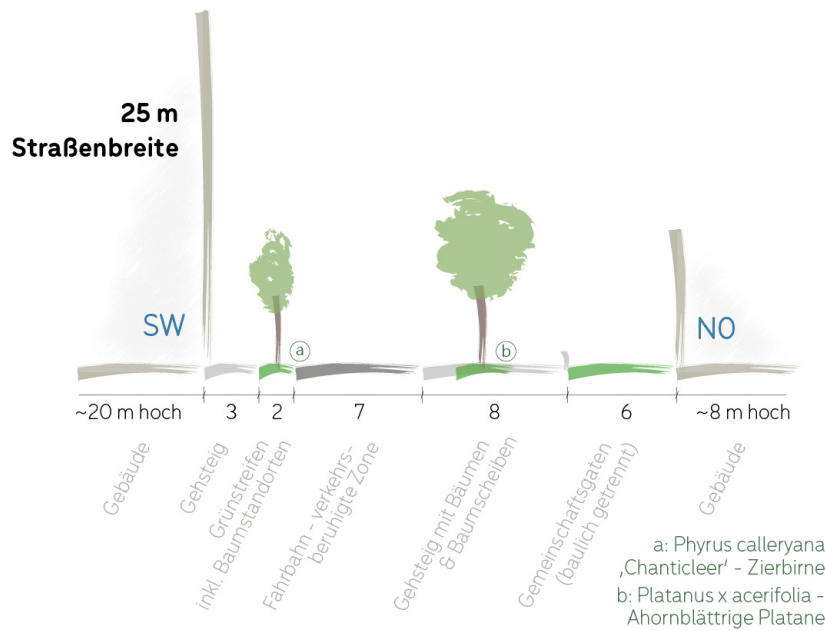 25 m
Straßenbreite
SW
NO
a
b
~20 m hoch
3
2
7
8
6
~8 m hoch
Gebäude
Gehsteig
Grünstreifen
inkl. Baumstandorten
Fahrbahn - verkehrs-
beruhigte Zone
Gehsteig mit Bäumen
& Baumscheiben
Gemeinschaftsgaten
(baulich getrennt)
Gebäude
a: Phyrus calleryana
‚Chanticleer' - Zierbirne
b: Platanus x acerifolia -
Ahornblättrige Platane